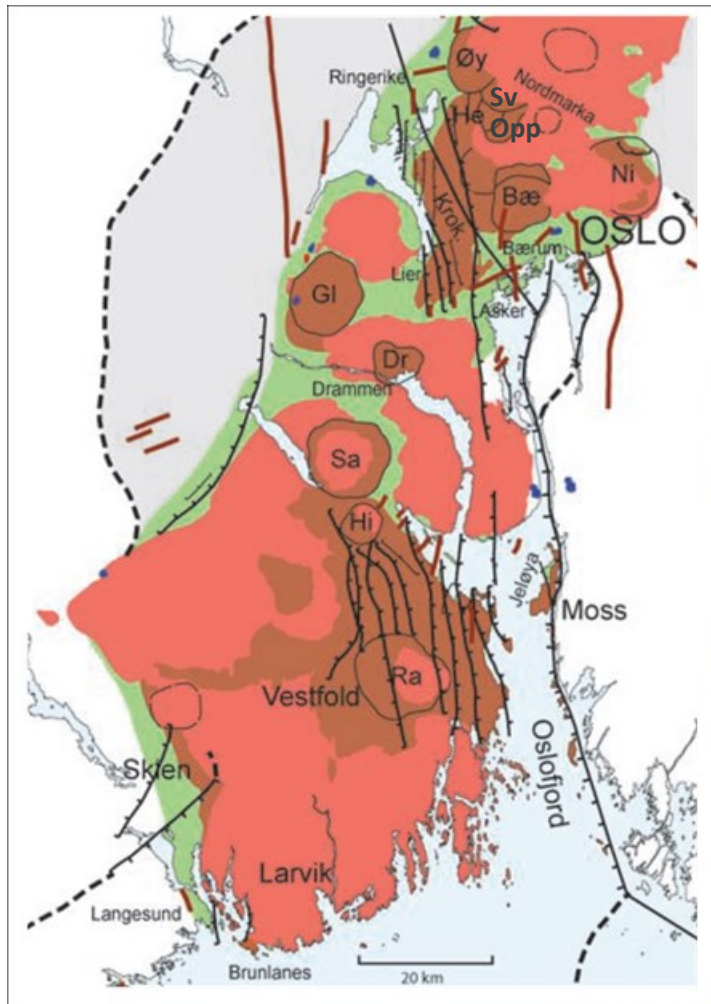 Øy
Ringerike
Nordmarka
Sv
He
Opp
Ni
Bæ
Krok.
OSLO
Bærum
Lier
Gl
Asker
Dr
Drammen
Sa
Hi
Jeløya
Moss
Ra
Vestfold
Oslofjord
Skien
Larvik
Langesund
Brunlanes
20 km